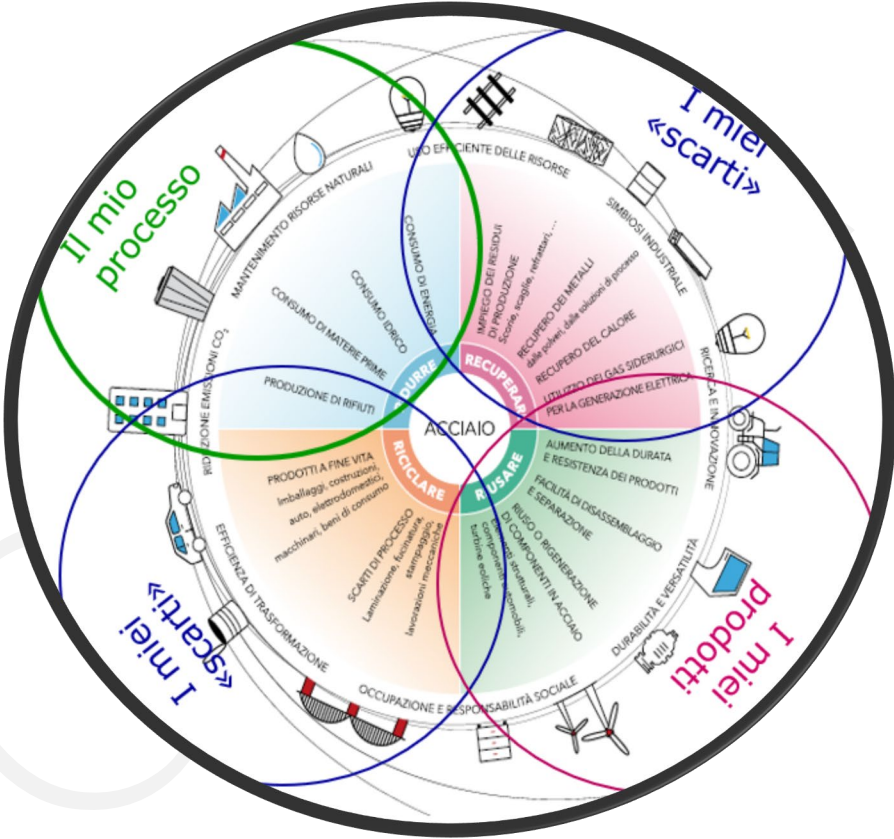 Il mio
processo
I miei
«scarti»
I miei
«scarti»
I miei
prodotti
USO EFFICIENTE DELLE RISORSE
SIMBIOSI INDUSTRIALE
RICERCA E INNOVAZIONE
DURABILITÀ E VERSATILITÀ
OCCUPAZIONE E RESPONSABILITÀ SOCIALE
EFFICIENZA DI TRASFORMAZIONE
RIDUZIONE EMISSIONI CO₂
MANTENIMENTO RISORSE NATURALI
ACCIAIO
DURRE
CONSUMO DI ENERGIA
CONSUMO IDRICO
CONSUMO DI MATERIE PRIME
PRODUZIONE DI RIFIUTI
RECUPERAR
IMPIEGO DEI RESIDUI
DI PRODUZIONE
Scorie, scaglie, refrattari, ...
RECUPERO DEI METALLI
dalle polveri, dalle soluzioni di processo
RECUPERO DEL CALORE
UTILIZZO DEI GAS SIDERURGICI
PER LA GENERAZIONE ELETTRICA
RIUSARE
AUMENTO DELLA DURATA
E RESISTENZA DEI PRODOTTI
FACILITÀ DI DISASSEMBLAGGIO
E SEPARAZIONE
RIUSO O RIGENERAZIONE
DI COMPONENTI IN ACCIAIO
Elementi strutturali,
componenti automobili,
turbine eoliche
RICICLARE
PRODOTTI A FINE VITA
Imballaggi, costruzioni,
auto, elettrodomestici,
macchinari, beni di consumo
SCARTI DI PROCESSO
Laminazione, fucinatura,
stampaggio,
lavorazioni meccaniche